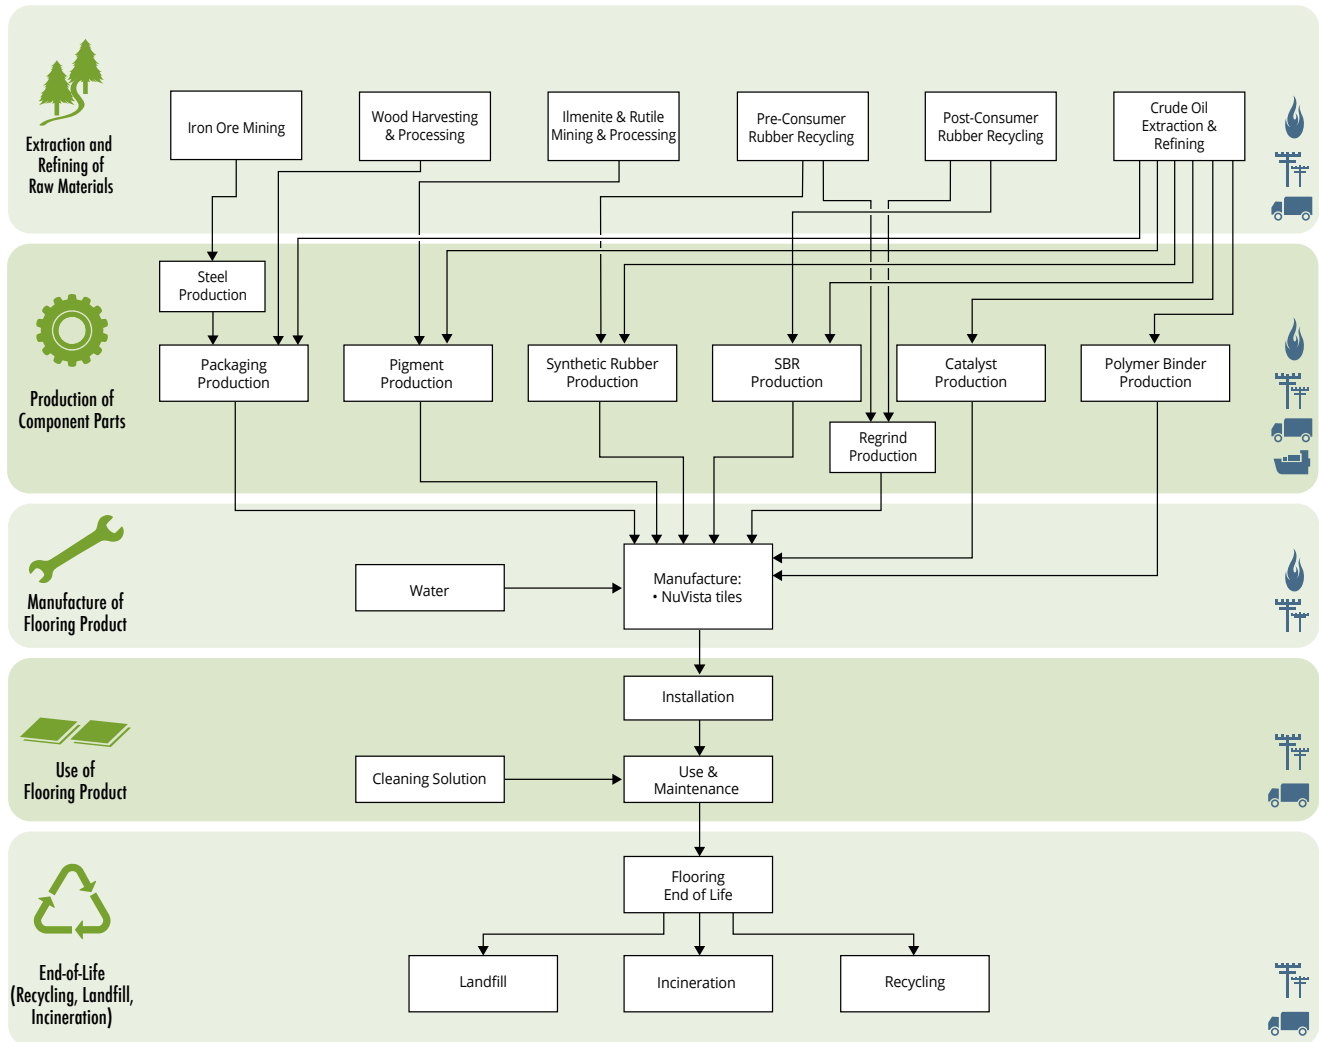 Extraction and
Refining of
Raw Materials
Iron Ore Mining
Wood Harvesting
& Processing
Ilmenite & Rutile
Mining & Processing
Pre-Consumer
Rubber Recycling
Post-Consumer
Rubber Recycling
Crude Oil
Extraction &
Refining
Production of
Component Parts
Steel
Production
Packaging
Production
Pigment
Production
Synthetic Rubber
Production
SBR
Production
Catalyst
Production
Polymer Binder
Production
Regrind
Production
Manufacture of
Flooring Product
Water
Manufacture:
• NuVista tiles
Use of
Flooring Product
Installation
Cleaning Solution
Use &
Maintenance
End-of-Life
(Recycling, Landfill,
Incineration)
Flooring
End of Life
Landfill
Incineration
Recycling